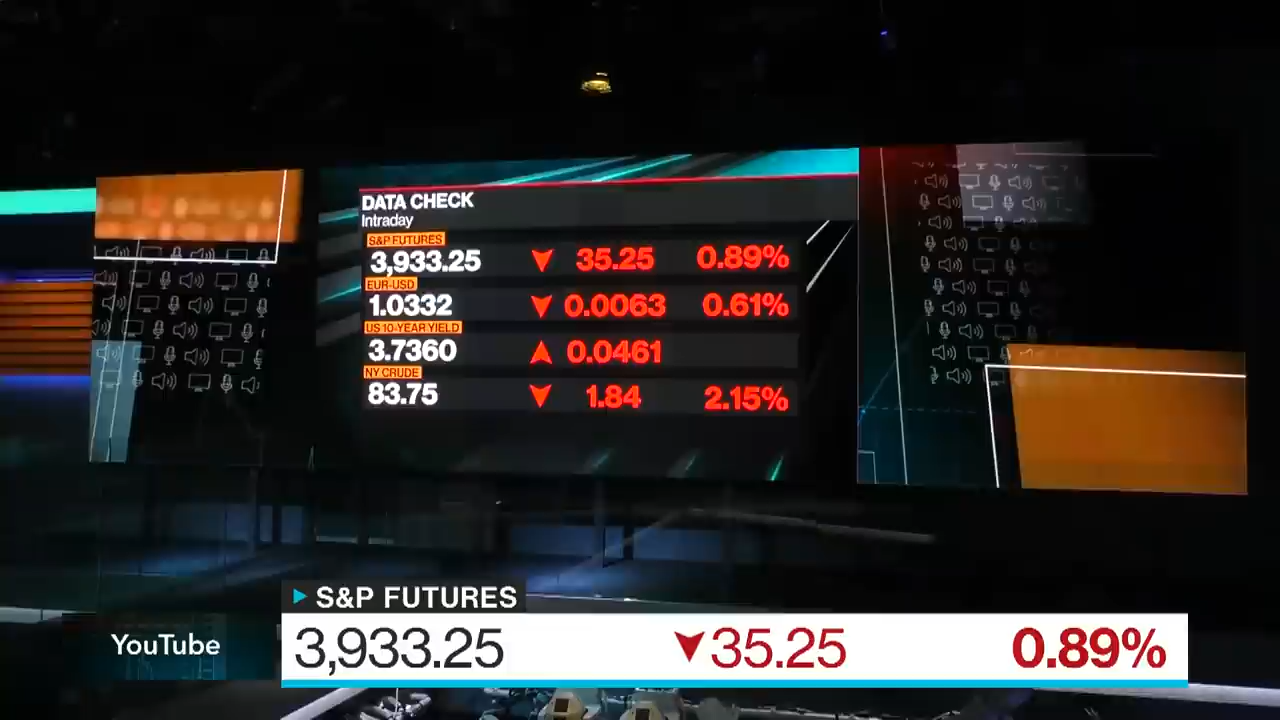 DATA CHECK
Intraday
S&P FUTURES
3,933.25 ▼ 35.25 0.89%
EUR-USD
1.0332 ▼ 0.0063 0.61%
US 10-YEAR YIELD
3.7360 ▲ 0.0461
NY CRUDE
83.75 ▼ 1.84 2.15%
S&P FUTURES
YouTube
3,933.25 ▼35.25 0.89%